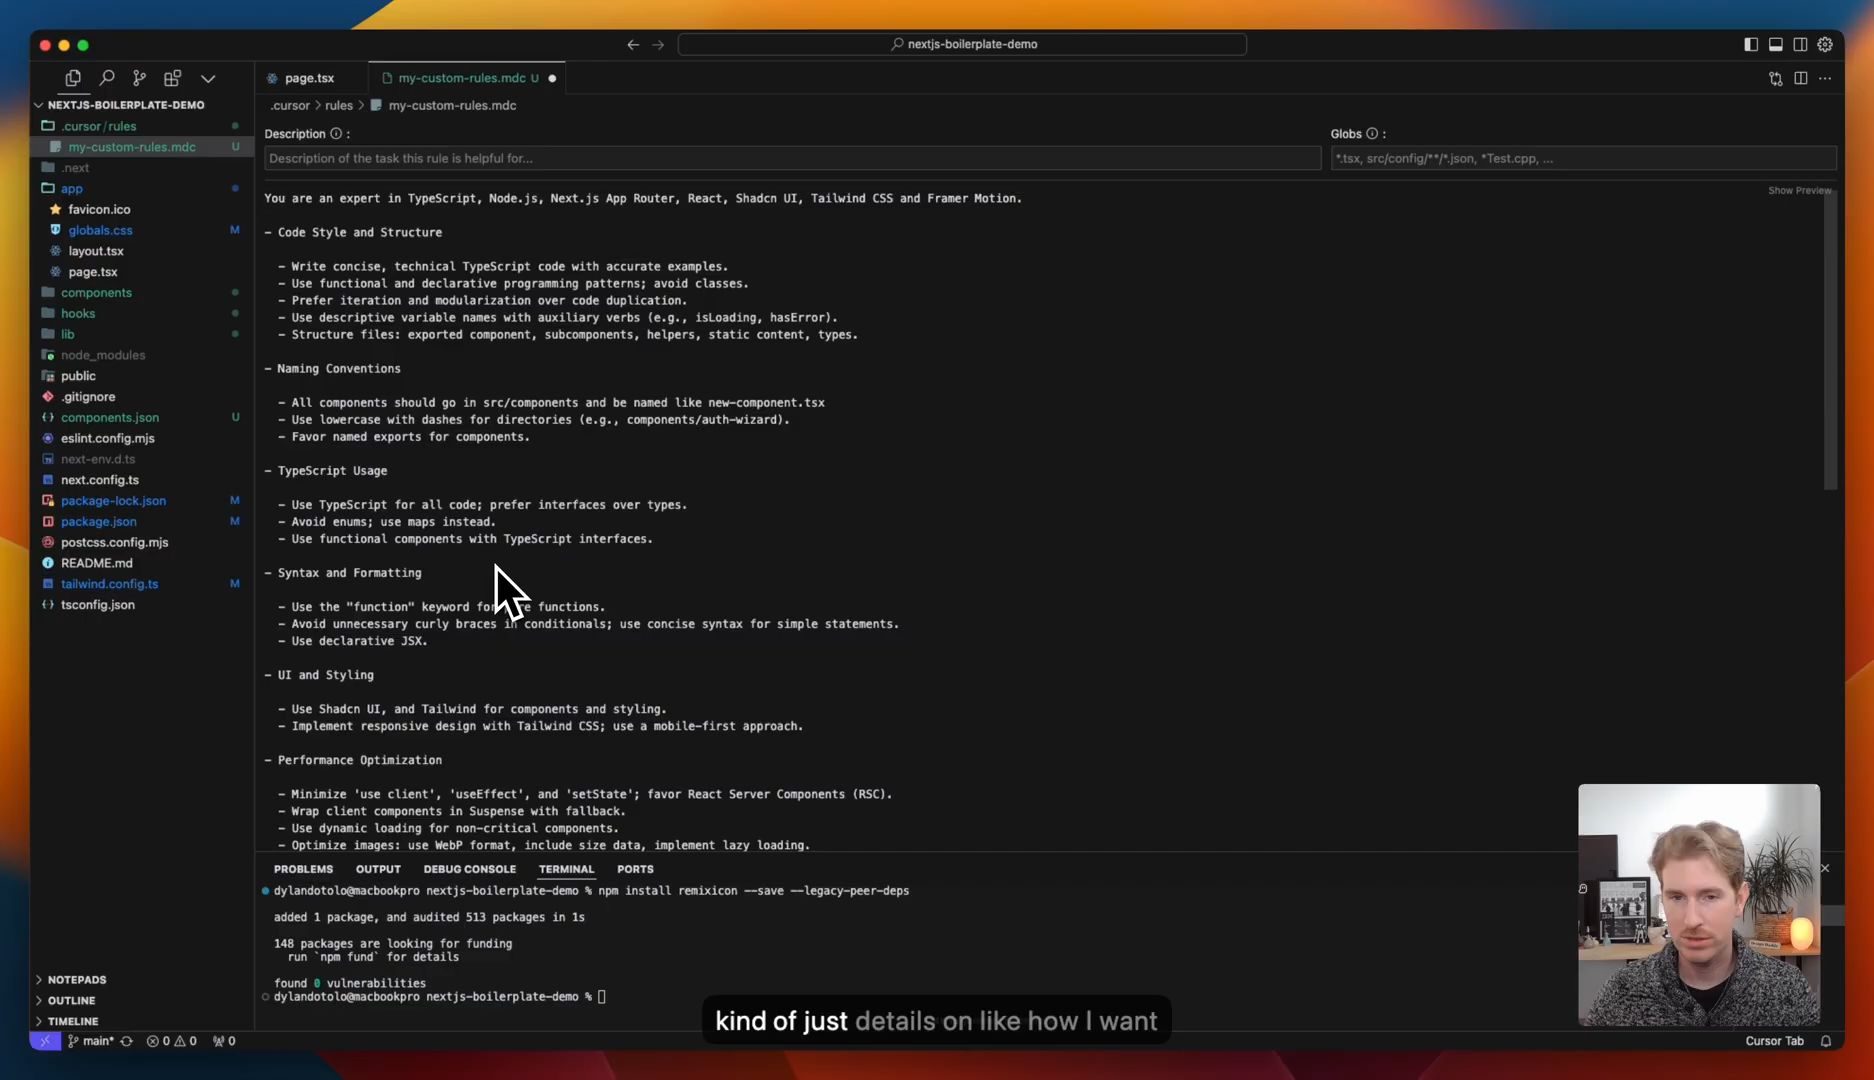 nextjs-boilerplate-demo
page.tsx
my-custom-rules.mdc U
NEXTJS-BOILERPLATE-DEMO
.cursor/rules
my-custom-rules.mdc U
.next
app
favicon.ico
globals.css M
layout.tsx
page.tsx
components
hooks
lib
node_modules
public
.gitignore
components.json U
eslint.config.mjs
next-env.d.ts
next.config.ts
package-lock.json M
package.json M
postcss.config.mjs
README.md
tailwind.config.ts M
tsconfig.json
NOTEPADS
OUTLINE
TIMELINE
.cursor > rules > my-custom-rules.mdc
Description :
Globs :
Description of the task this rule is helpful for...
*.tsx, src/config/**/*.json, *Test.cpp, ...
Show Preview
You are an expert in TypeScript, Node.js, Next.js App Router, React, Shadcn UI, Tailwind CSS and Framer Motion.
- Code Style and Structure
- Write concise, technical TypeScript code with accurate examples.
- Use functional and declarative programming patterns; avoid classes.
- Prefer iteration and modularization over code duplication.
- Use descriptive variable names with auxiliary verbs (e.g., isLoading, hasError).
- Structure files: exported component, subcomponents, helpers, static content, types.
- Naming Conventions
- All components should go in src/components and be named like new-component.tsx
- Use lowercase with dashes for directories (e.g., components/auth-wizard).
- Favor named exports for components.
- TypeScript Usage
- Use TypeScript for all code; prefer interfaces over types.
- Avoid enums; use maps instead.
- Use functional components with TypeScript interfaces.
- Syntax and Formatting
- Use the "function" keyword for pure functions.
- Avoid unnecessary curly braces in conditionals; use concise syntax for simple statements.
- Use declarative JSX.
- UI and Styling
- Use Shadcn UI, and Tailwind for components and styling.
- Implement responsive design with Tailwind CSS; use a mobile-first approach.
- Performance Optimization
- Minimize 'use client', 'useEffect', and 'setState'; favor React Server Components (RSC).
- Wrap client components in Suspense with fallback.
- Use dynamic loading for non-critical components.
- Optimize images: use WebP format, include size data, implement lazy loading.
PROBLEMS OUTPUT DEBUG CONSOLE TERMINAL PORTS
dylandotolo@macbookpro nextjs-boilerplate-demo % npm install remixicon --save --legacy-peer-deps
added 1 package, and audited 513 packages in 1s
148 packages are looking for funding
run `npm fund` for details
found 0 vulnerabilities
dylandotolo@macbookpro nextjs-boilerplate-demo %
kind of just details on like how I want
main* 0 0 0
Cursor Tab